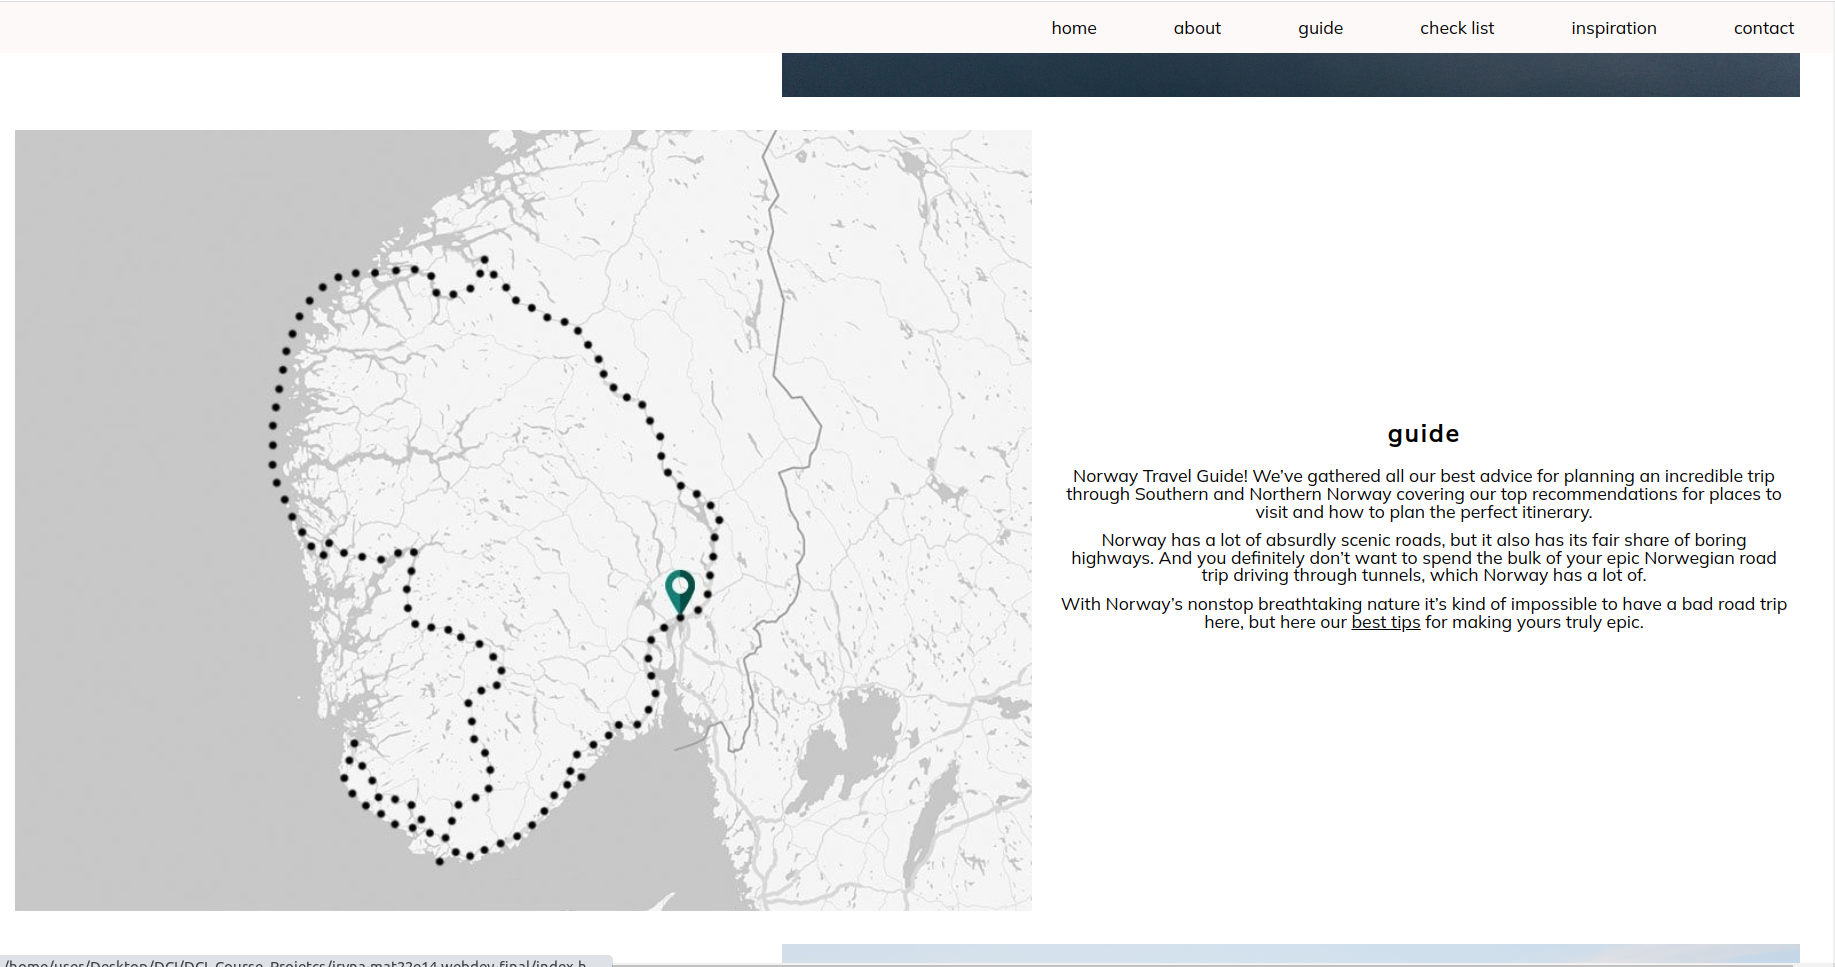 home about guide check list inspiration contact
guide
Norway Travel Guide! We've gathered all our best advice for planning an incredible trip
through Southern and Northern Norway covering our top recommendations for places to
visit and how to plan the perfect itinerary.
Norway has a lot of absurdly scenic roads, but it also has its fair share of boring
highways. And you definitely don't want to spend the bulk of your epic Norwegian road
trip driving through tunnels, which Norway has a lot of.
With Norway's nonstop breathtaking nature it's kind of impossible to have a bad road trip
here, but here our best tips for making yours truly epic.
/home/user/Desktop/DCI/DCI_Course_Projetcs/iryna.mat22e14.webdev.final/index.h